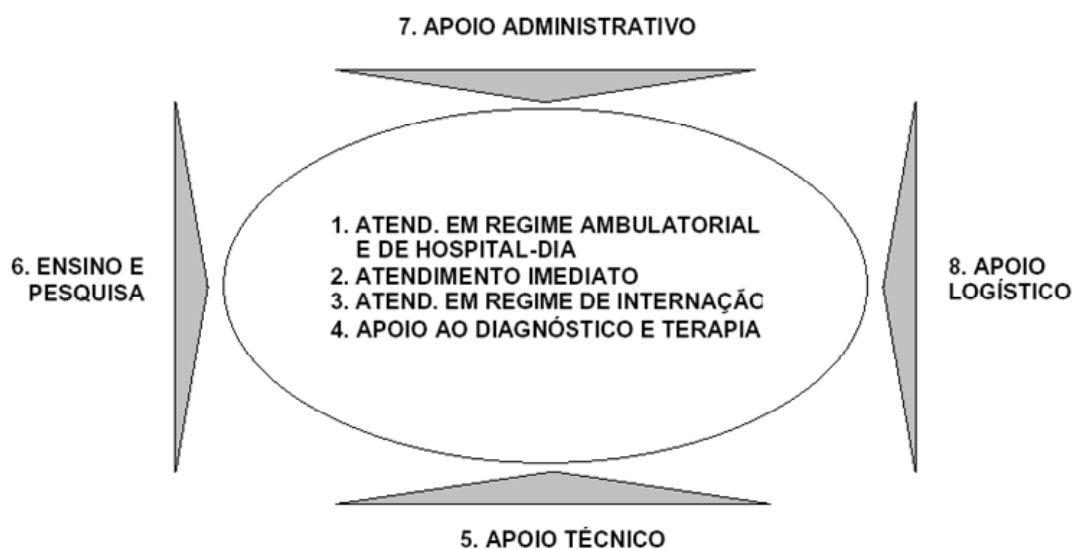 7. APOIO ADMINISTRATIVO
1. ATEND. EM REGIME AMBULATORIAL
E DE HOSPITAL-DIA
2. ATENDIMENTO IMEDIATO
3. ATEND. EM REGIME DE INTERNAÇÃO
4. APOIO AO DIAGNÓSTICO E TERAPIA
6. ENSINO E
PESQUISA
8. APOIO
LOGÍSTICO
5. APOIO TÉCNICO